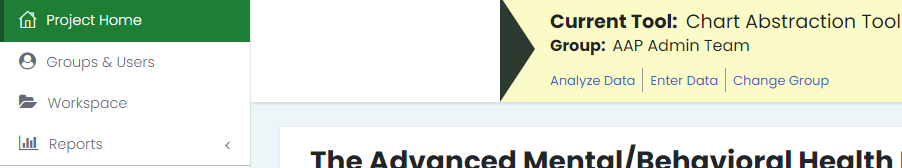 Project Home
Groups & Users
Workspace
Reports
Current Tool: Chart Abstraction Tool
Group: AAP Admin Team
Analyze Data
Enter Data
Change Group
The Advanced Mental/Behavioral Health